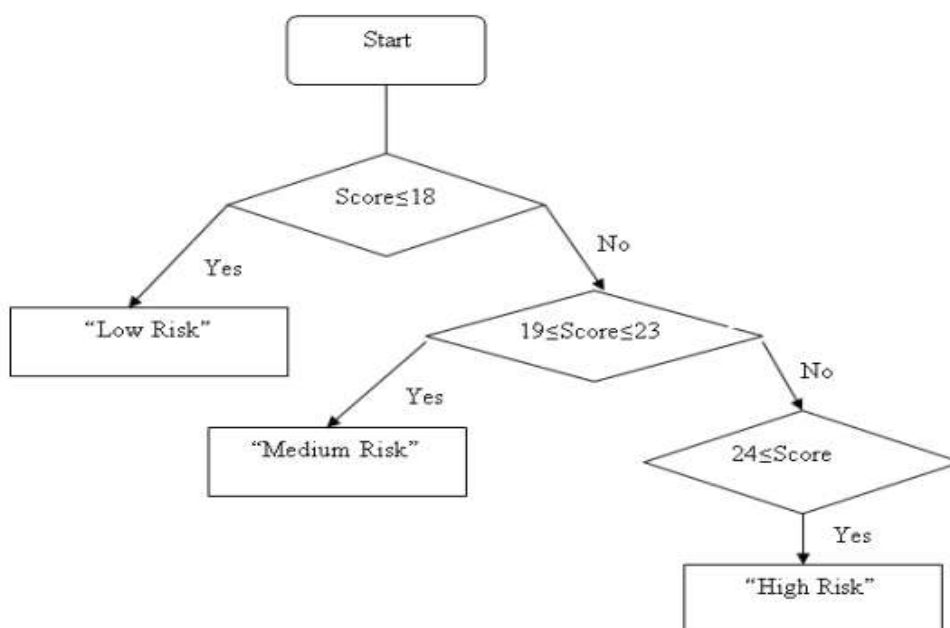 Start
Score≤18
No
Yes
“Low Risk”
19≤Score≤23
No
Yes
“Medium Risk”
24≤Score
Yes
“High Risk”